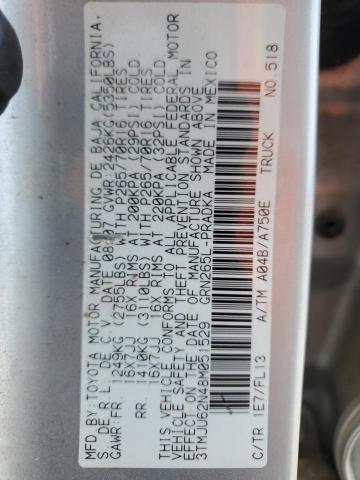 MFD.BY:TOYOTA MOTOR MANUFACTURING DE BAJA CALIFORNIA,
S. DE R.L. DE C.V. DATE 08/07 GVWR:2426KG(5350LBS)
GAWR:FR. 1249KG (2755LBS) WITH P265/70R16 TIRES
16X7JJ 16X RIMS AT 200KPA (29PSI) COLD
RR. 1410KG (3110LBS) WITH P265/70R16 TIRES
16X7JJ 16X RIMS AT 220KPA (32PSI) COLD
THIS VEHICLE CONFORMS TO ALL APPLICABLE FEDERAL MOTOR
VEHICLE SAFETY AND THEFT PREVENTION STANDARDS IN
EFFECT ON THE DATE OF MANUFACTURE SHOWN ABOVE.
3TMJU62N48M051529 GRN265L-PRADKA MADE IN MEXICO
C/TR 1E7/FL13 A/TM A04B/A750E TRUCK
NO.518